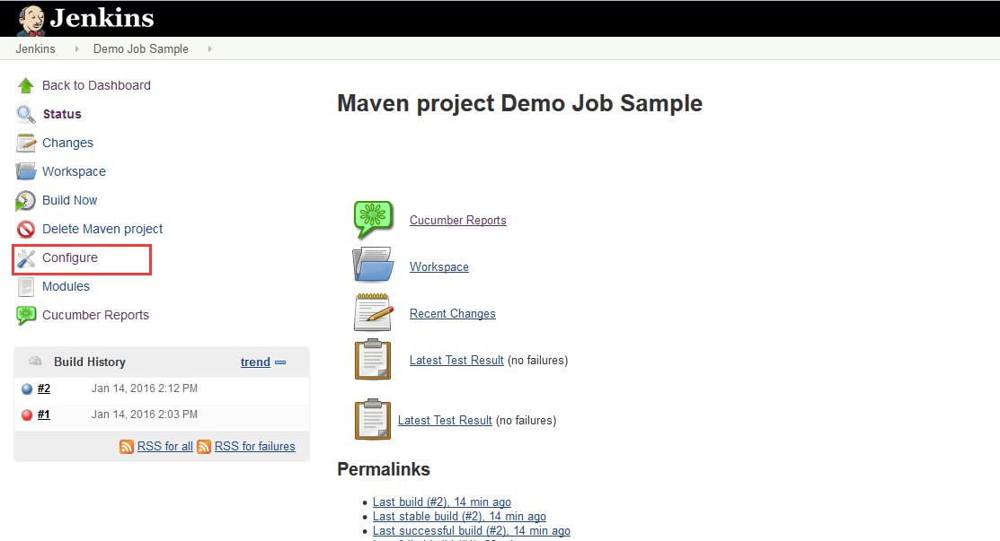 Jenkins
Jenkins
Demo Job Sample
Back to Dashboard
Status
Changes
Workspace
Build Now
Delete Maven project
Configure
Modules
Cucumber Reports
Build History trend
#2 Jan 14, 2016 2:12 PM
#1 Jan 14, 2016 2:03 PM
RSS for all RSS for failures
Maven project Demo Job Sample
Cucumber Reports
Workspace
Recent Changes
Latest Test Result (no failures)
Latest Test Result (no failures)
Permalinks
Last build (#2), 14 min ago
Last stable build (#2), 14 min ago
Last successful build (#2), 14 min ago